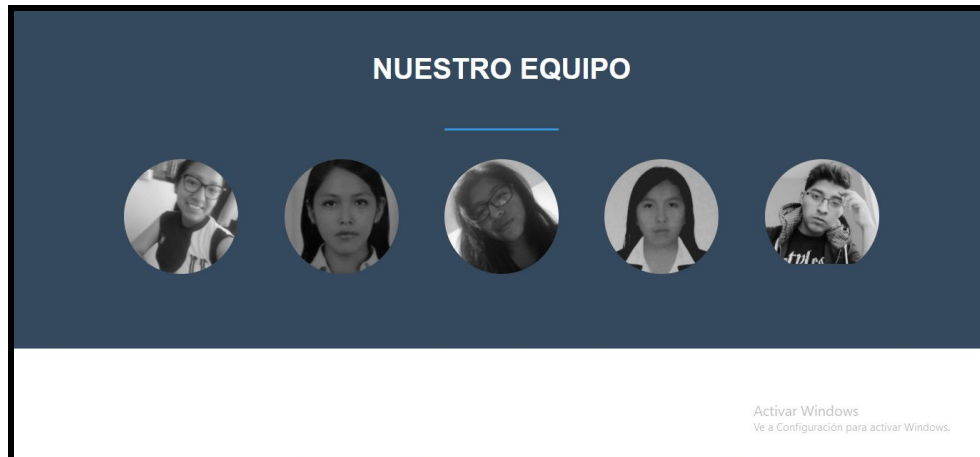 NUESTRO EQUIPO
Activar Windows
Ve a Configuración para activar Windows.